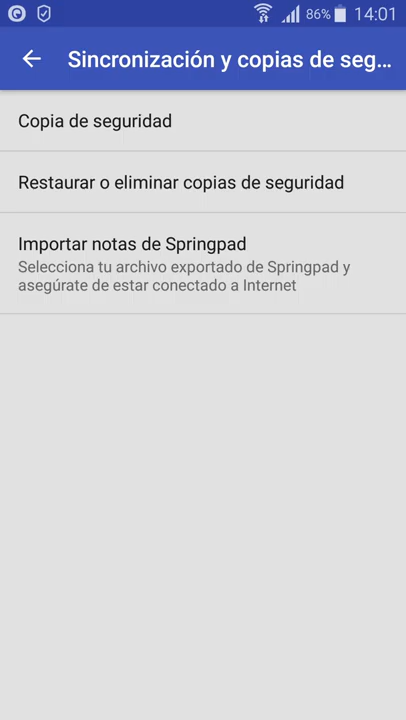 86% 14:01
Sincronización y copias de seg...
Copia de seguridad
Restaurar o eliminar copias de seguridad
Importar notas de Springpad
Selecciona tu archivo exportado de Springpad y
asegúrate de estar conectado a Internet